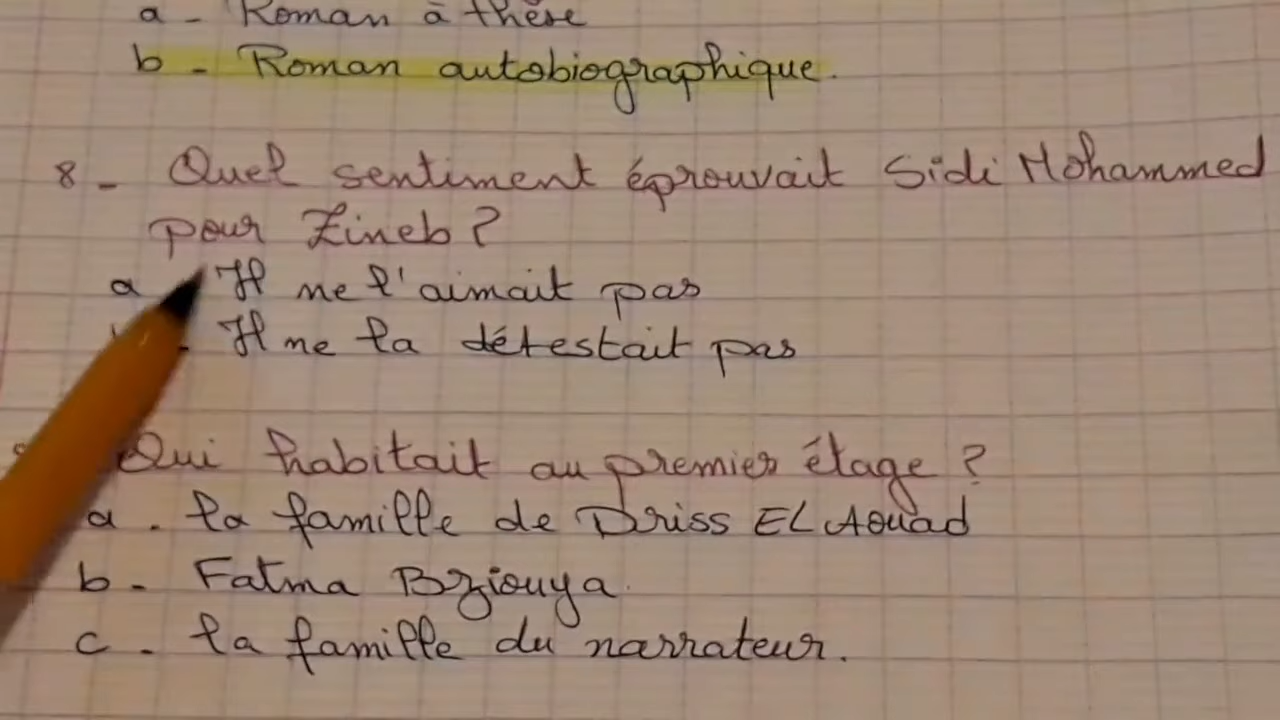 a - Roman à thèse
b - Roman autobiographique.
8 - Quel sentiment éprouvait Sidi Mohammed
pour Zineb ?
a Il ne l'aimait pas
Il ne la détestait pas
Qui habitait au premier étage ?
a . la famille de Driss EL Aouad
b - Fatma Bziouya.
c . la famille du narrateur.